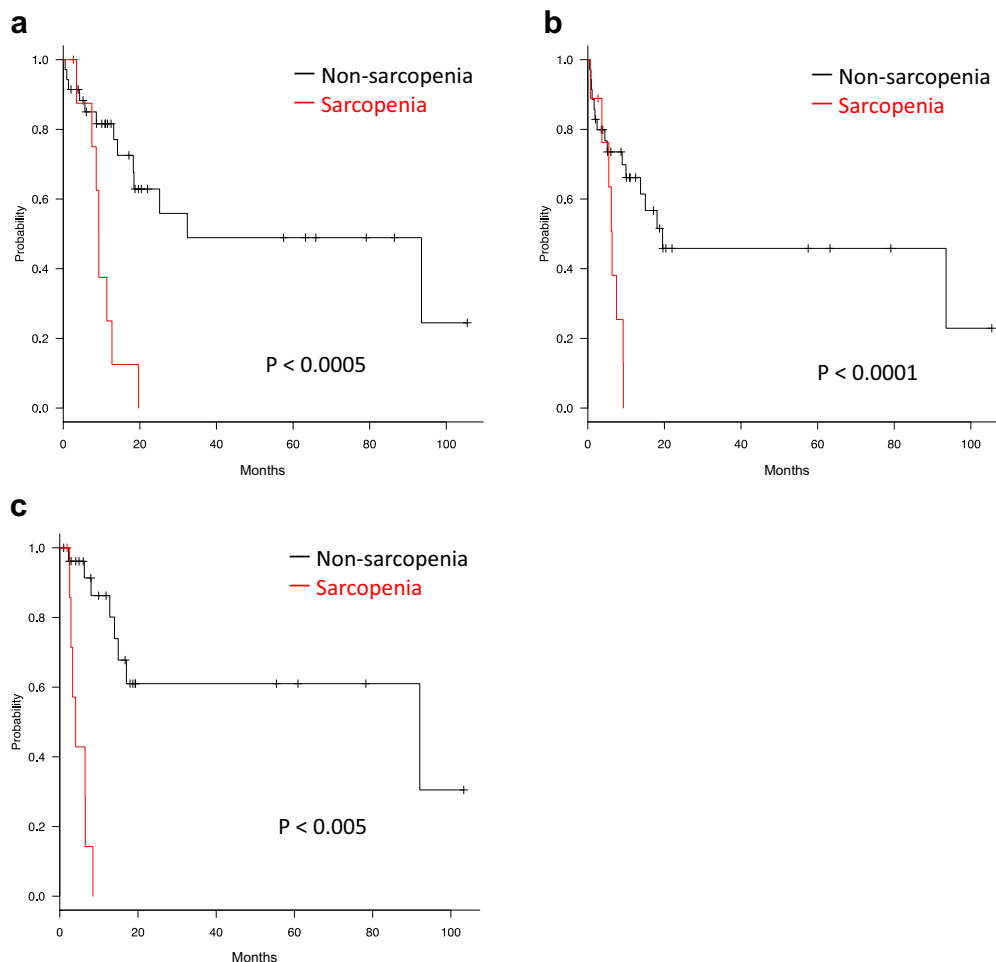 a
1.0
0.8
0.6
0.4
0.2
0.0
Probability
Non-sarcopenia
Sarcopenia
P < 0.0005
0 20 40 60 80 100
Months
b
1.0
0.8
0.6
0.4
0.2
0.0
Probability
Non-sarcopenia
Sarcopenia
P < 0.0001
0 20 40 60 80 100
Months
c
1.0
0.8
0.6
0.4
0.2
0.0
Probability
Non-sarcopenia
Sarcopenia
P < 0.005
0 20 40 60 80 100
Months